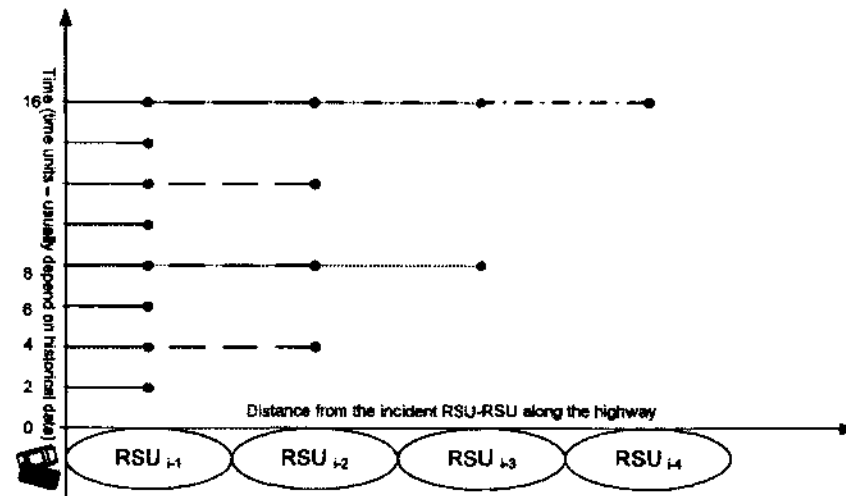 Time (time units – usually depend on historical data)
16
8
6
4
2
0
Distance from the incident RSU-RSU along the highway
RSU i-1
RSU i-2
RSU i-3
RSU i-4